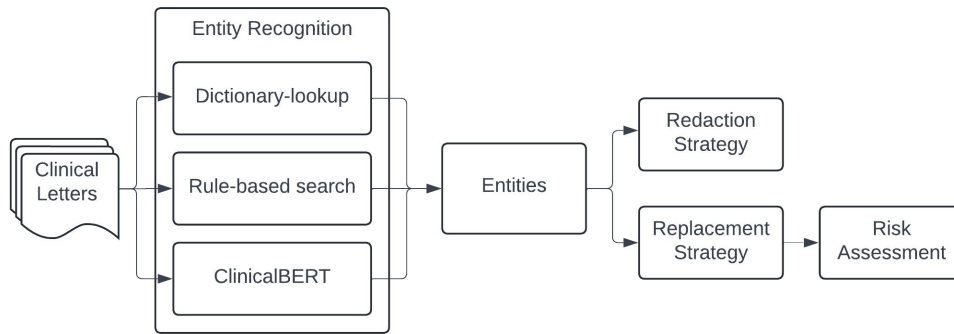 Entity Recognition
Dictionary-lookup
Clinical
Letters
Rule-based search
ClinicalBERT
Entities
Redaction
Strategy
Replacement
Strategy
Risk
Assessment